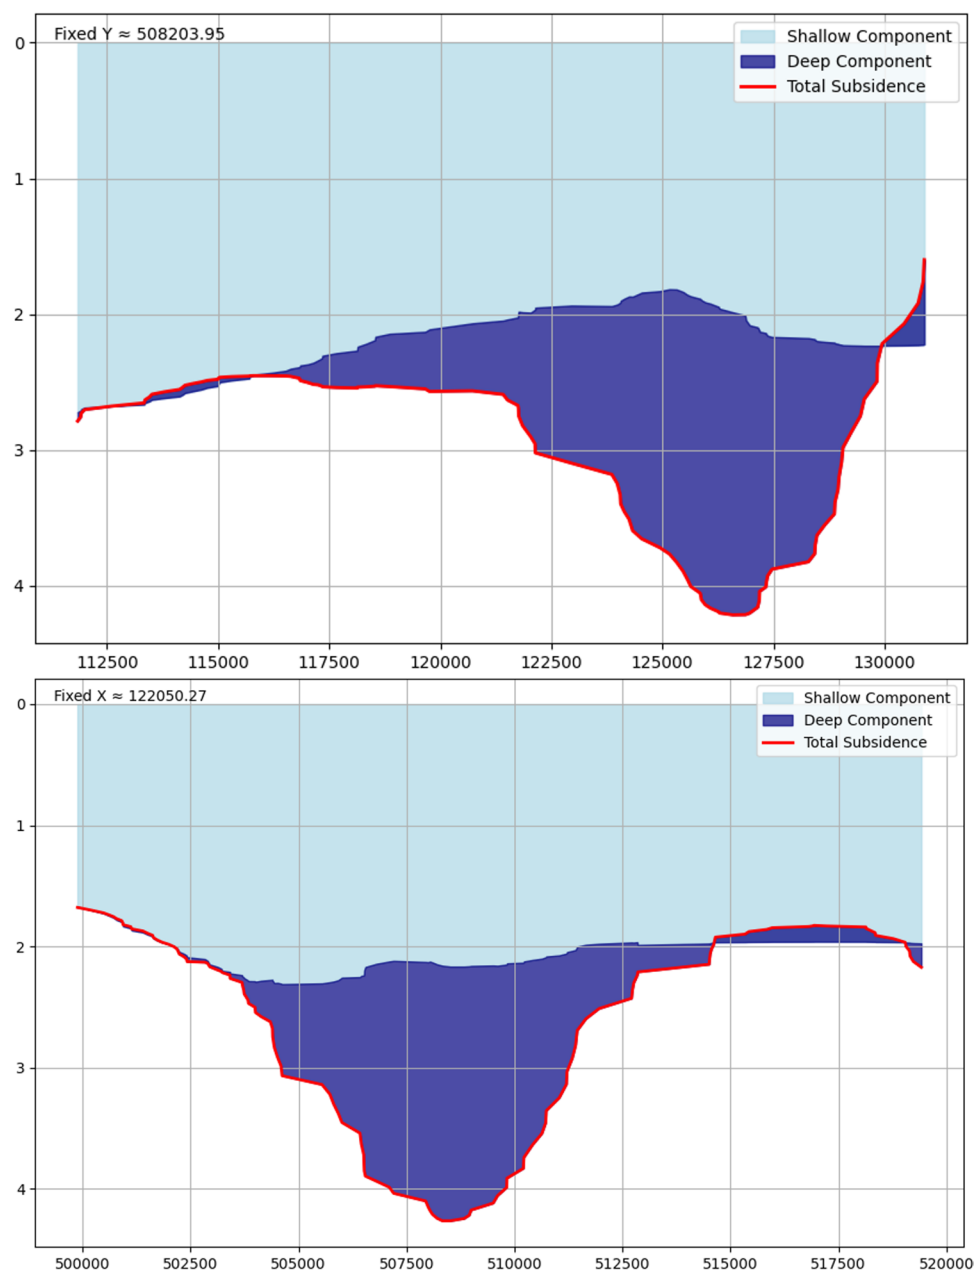 Fixed Y ≈ 508203.95
Shallow Component
Deep Component
Total Subsidence
0
1
2
3
4
112500 115000 117500 120000 122500 125000 127500 130000
Fixed X ≈ 122050.27
Shallow Component
Deep Component
Total Subsidence
0
1
2
3
4
500000 502500 505000 507500 510000 512500 515000 517500 520000